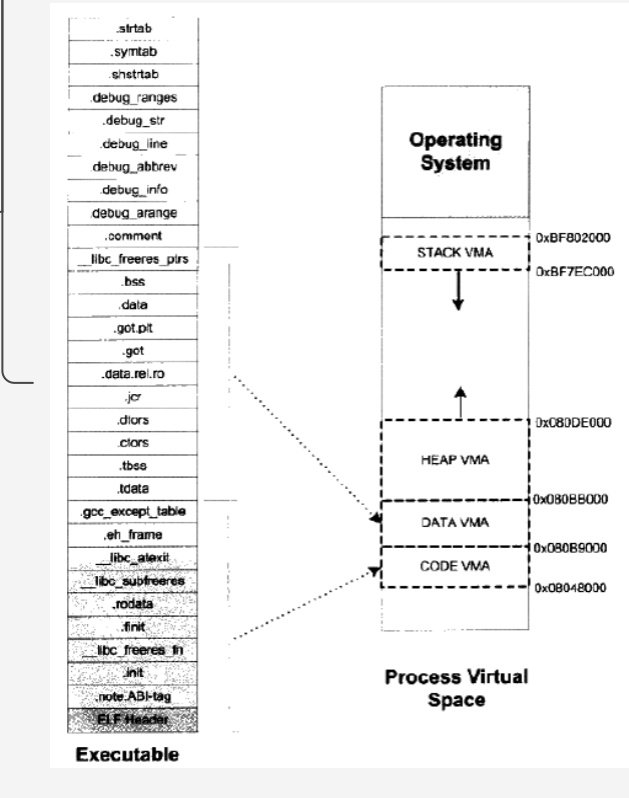 .strtab
.symtab
.shstrtab
.debug_ranges
.debug_str
.debug_line
.debug_abbrev
.debug_info
.debug_arange
.comment
__libc_freeres_ptrs
.bss
.data
.got.plt
.got
.data.rel.ro
.jcr
.dtors
.ctors
.tbss
.tdata
.gcc_except_table
.eh_frame
__libc_atexit
__libc_subfreeres
.rodata
.finit
__libc_freeres_fn
.init
.note.ABI-tag
ELF Header
Executable
Operating
System
0xBF802000
STACK VMA
0xBF7EC000
0x080DE000
HEAP VMA
0x080BB000
DATA VMA
0x080B9000
CODE VMA
0x08048000
Process Virtual
Space